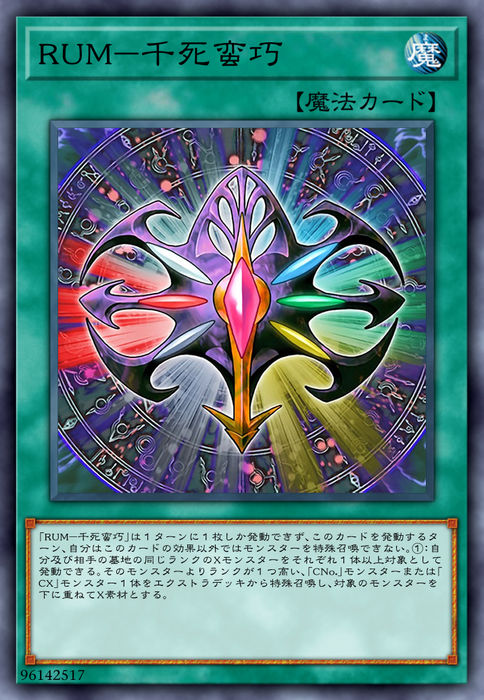 RUM－千死蛮巧
魔
【魔法カード】
「RUM－千死蛮巧」は１ターンに１枚しか発動できず、このカードを発動するタ
ーン、自分はこのカードの効果以外ではモンスターを特殊召喚できない。①：自
分及び相手の墓地の同じランクのXモンスターをそれぞれ１体以上対象として
発動できる。そのモンスターよりランクが１つ高い、「CNo.」モンスターまたは「
CX」モンスター１体をエクストラデッキから特殊召喚し、対象のモンスターを
下に重ねてX素材とする。
96142517